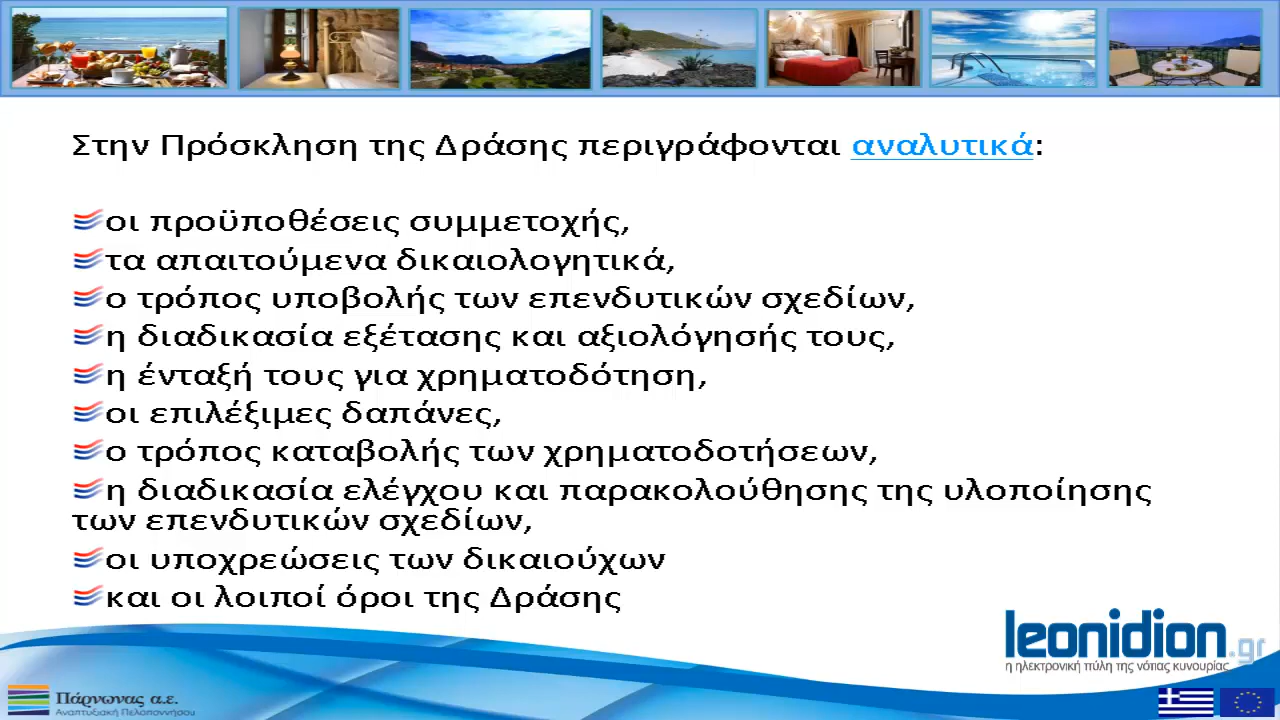 Στην Πρόσκληση της Δράσης περιγράφονται αναλυτικά:
οι προϋποθέσεις συμμετοχής,
τα απαιτούμενα δικαιολογητικά,
ο τρόπος υποβολής των επενδυτικών σχεδίων,
η διαδικασία εξέτασης και αξιολόγησής τους,
η ένταξή τους για χρηματοδότηση,
οι επιλέξιμες δαπάνες,
ο τρόπος καταβολής των χρηματοδοτήσεων,
η διαδικασία ελέγχου και παρακολούθησης της υλοποίησης
των επενδυτικών σχεδίων,
οι υποχρεώσεις των δικαιούχων
και οι λοιποί όροι της Δράσης
leonidion.gr
η ηλεκτρονική πύλη της νότιας κυνουρίας
Πάρνωνας α.ε.
Αναπτυξιακή Πελοποννήσου